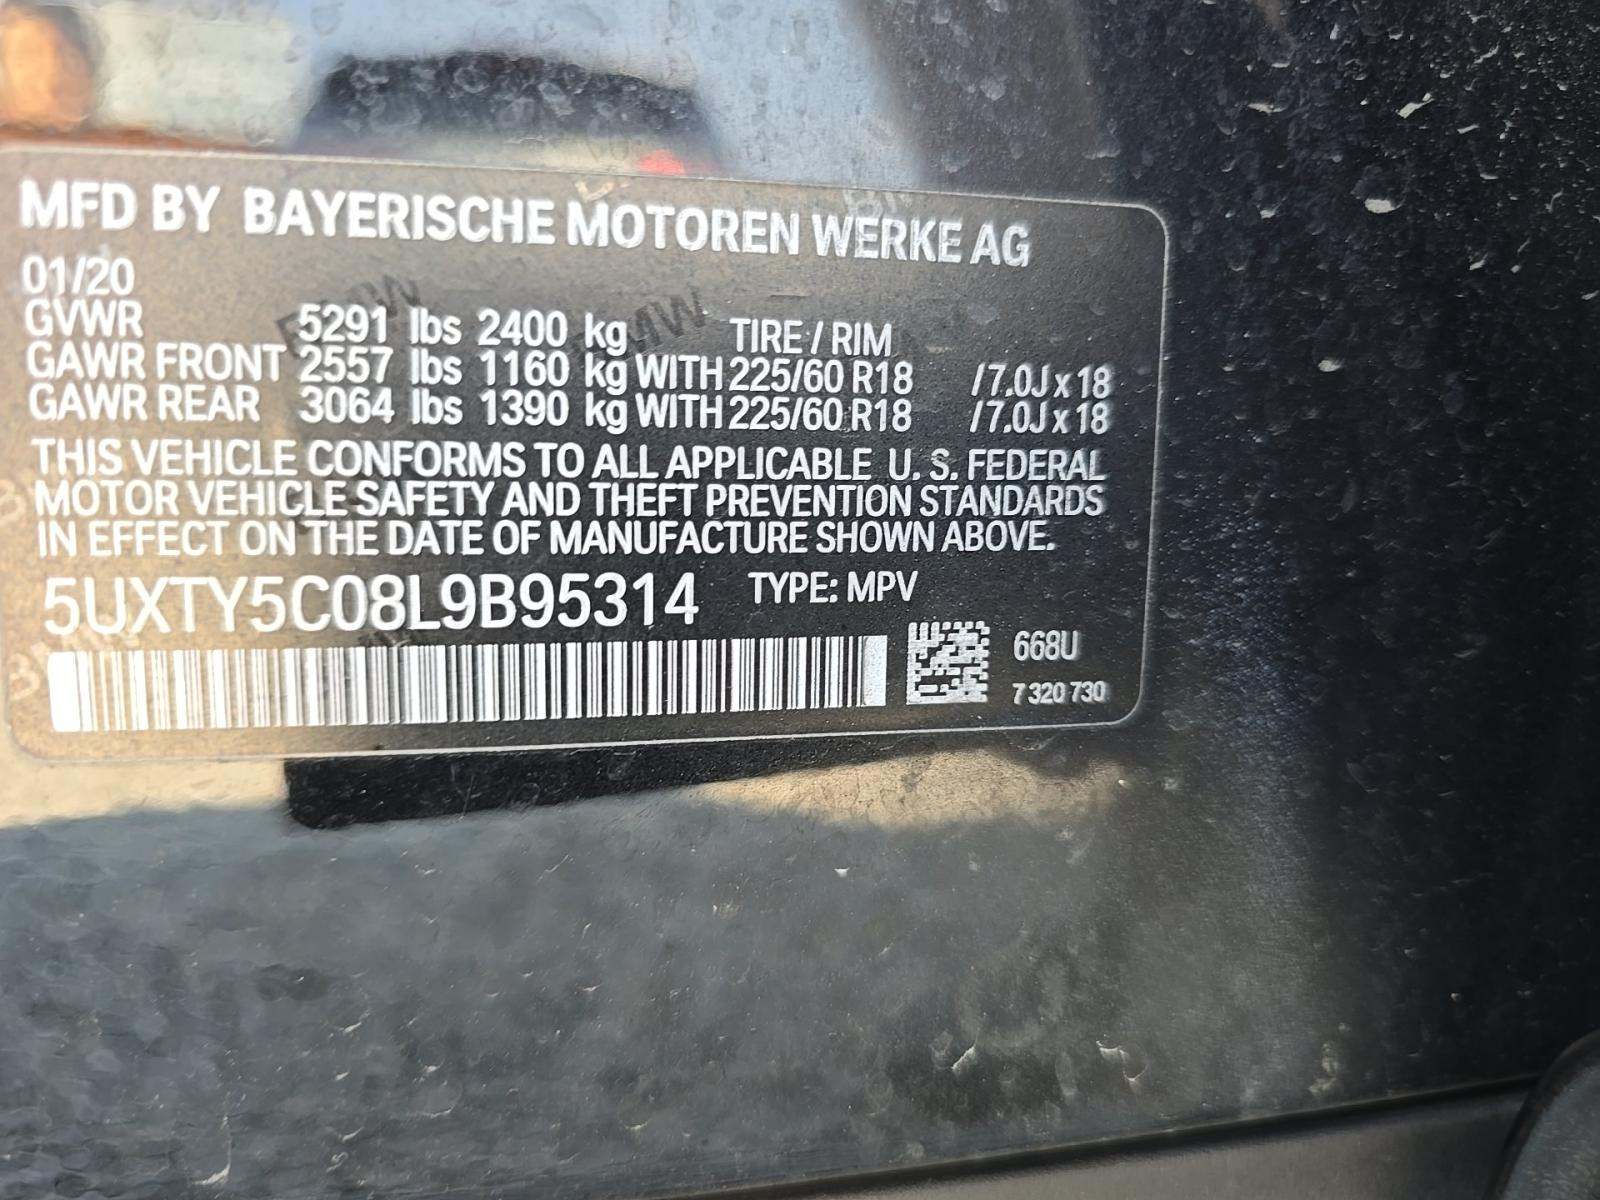 MFD BY BAYERISCHE MOTOREN WERKE AG
01/20
GVWR 5291 lbs 2400 kg TIRE / RIM
GAWR FRONT 2557 lbs 1160 kg WITH 225/60 R18 /7.0J x 18
GAWR REAR 3064 lbs 1390 kg WITH 225/60 R18 /7.0J x 18
THIS VEHICLE CONFORMS TO ALL APPLICABLE U. S. FEDERAL
MOTOR VEHICLE SAFETY AND THEFT PREVENTION STANDARDS
IN EFFECT ON THE DATE OF MANUFACTURE SHOWN ABOVE.
5UXTY5C08L9B95314 TYPE: MPV
668U
7 320 730